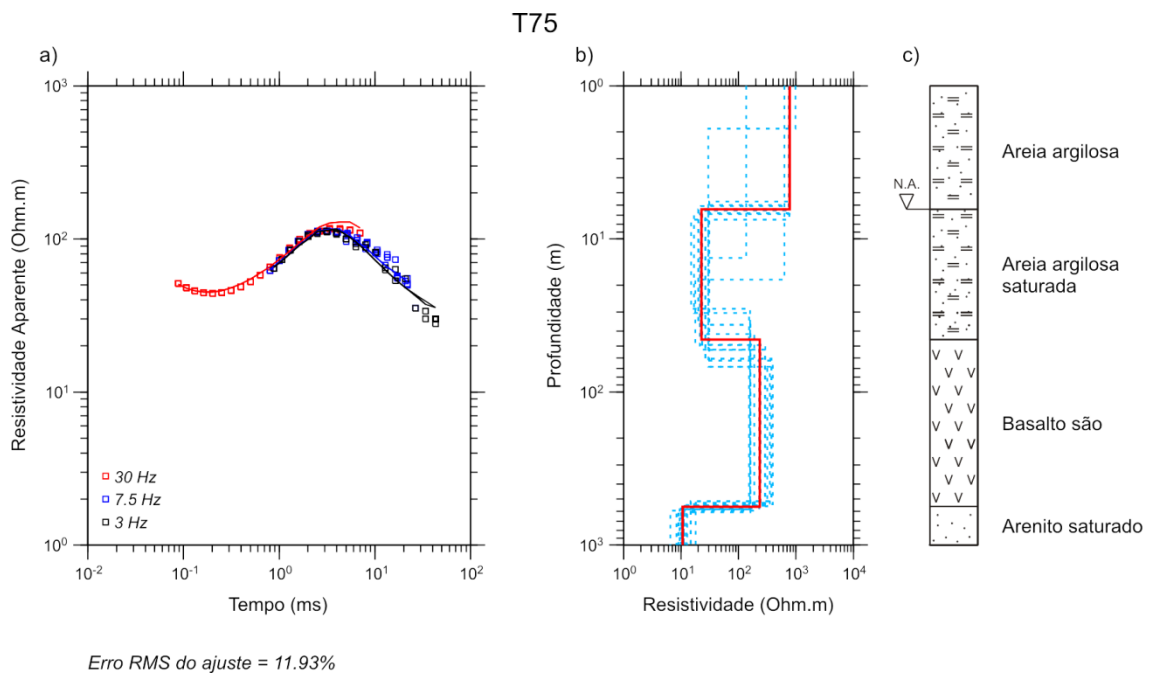 T75
a)
b)
c)
10³
10²
10¹
10⁰
Resistividade Aparente (Ohm.m)
30 Hz
7.5 Hz
3 Hz
10⁻² 10⁻¹ 10⁰ 10¹ 10²
Tempo (ms)
10⁰
10¹
10²
10³
Profundidade (m)
10⁰ 10¹ 10² 10³ 10⁴
Resistividade (Ohm.m)
Areia argilosa
N.A.
Areia argilosa
saturada
Basalto são
Arenito saturado
Erro RMS do ajuste = 11.93%